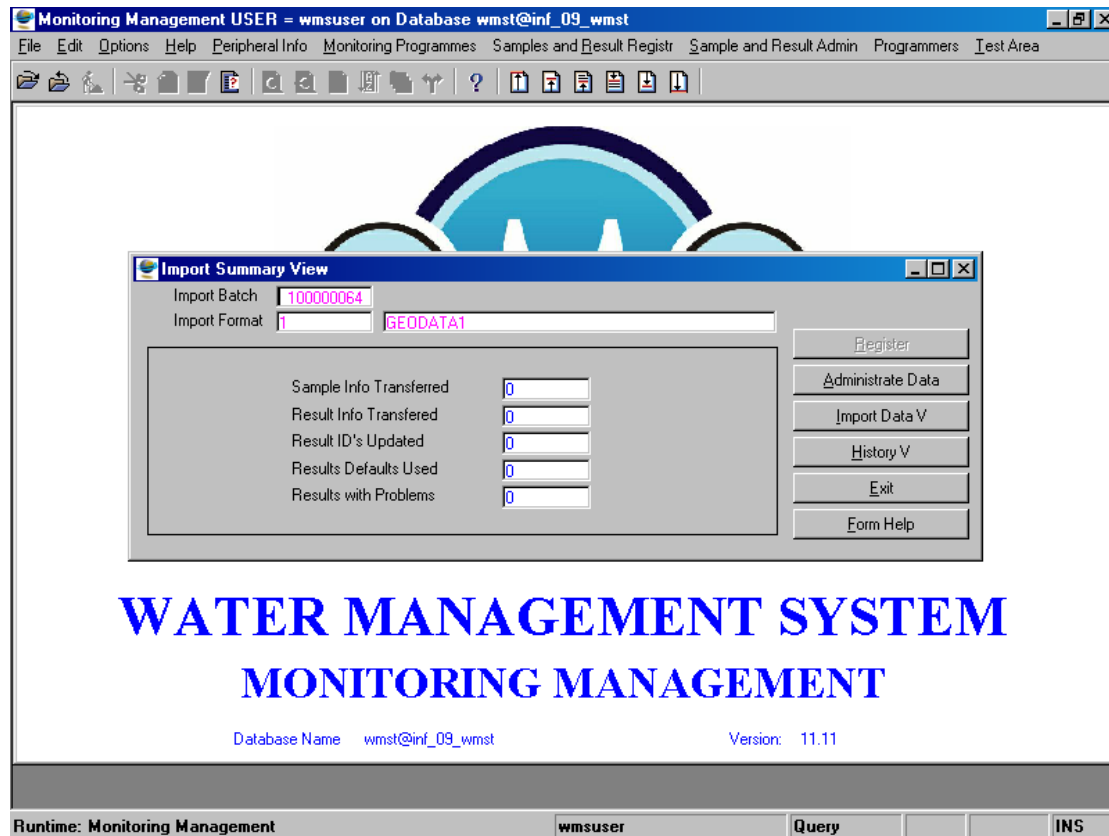 Monitoring Management USER = wmsuser on Database wmst@inf_09_wmst
File Edit Options Help Peripheral Info Monitoring Programmes Samples and Result Registr Sample and Result Admin Programmers Test Area
Import Summary View
Import Batch 100000064
Import Format 1 GEODATA1
Register
Sample Info Transferred 0
Administrate Data
Result Info Transfered 0
Import Data V
Result ID's Updated 0
History V
Results Defaults Used 0
Exit
Results with Problems 0
Form Help
WATER MANAGEMENT SYSTEM
MONITORING MANAGEMENT
Database Name wmst@inf_09_wmst Version: 11.11
Runtime: Monitoring Management wmsuser Query INS